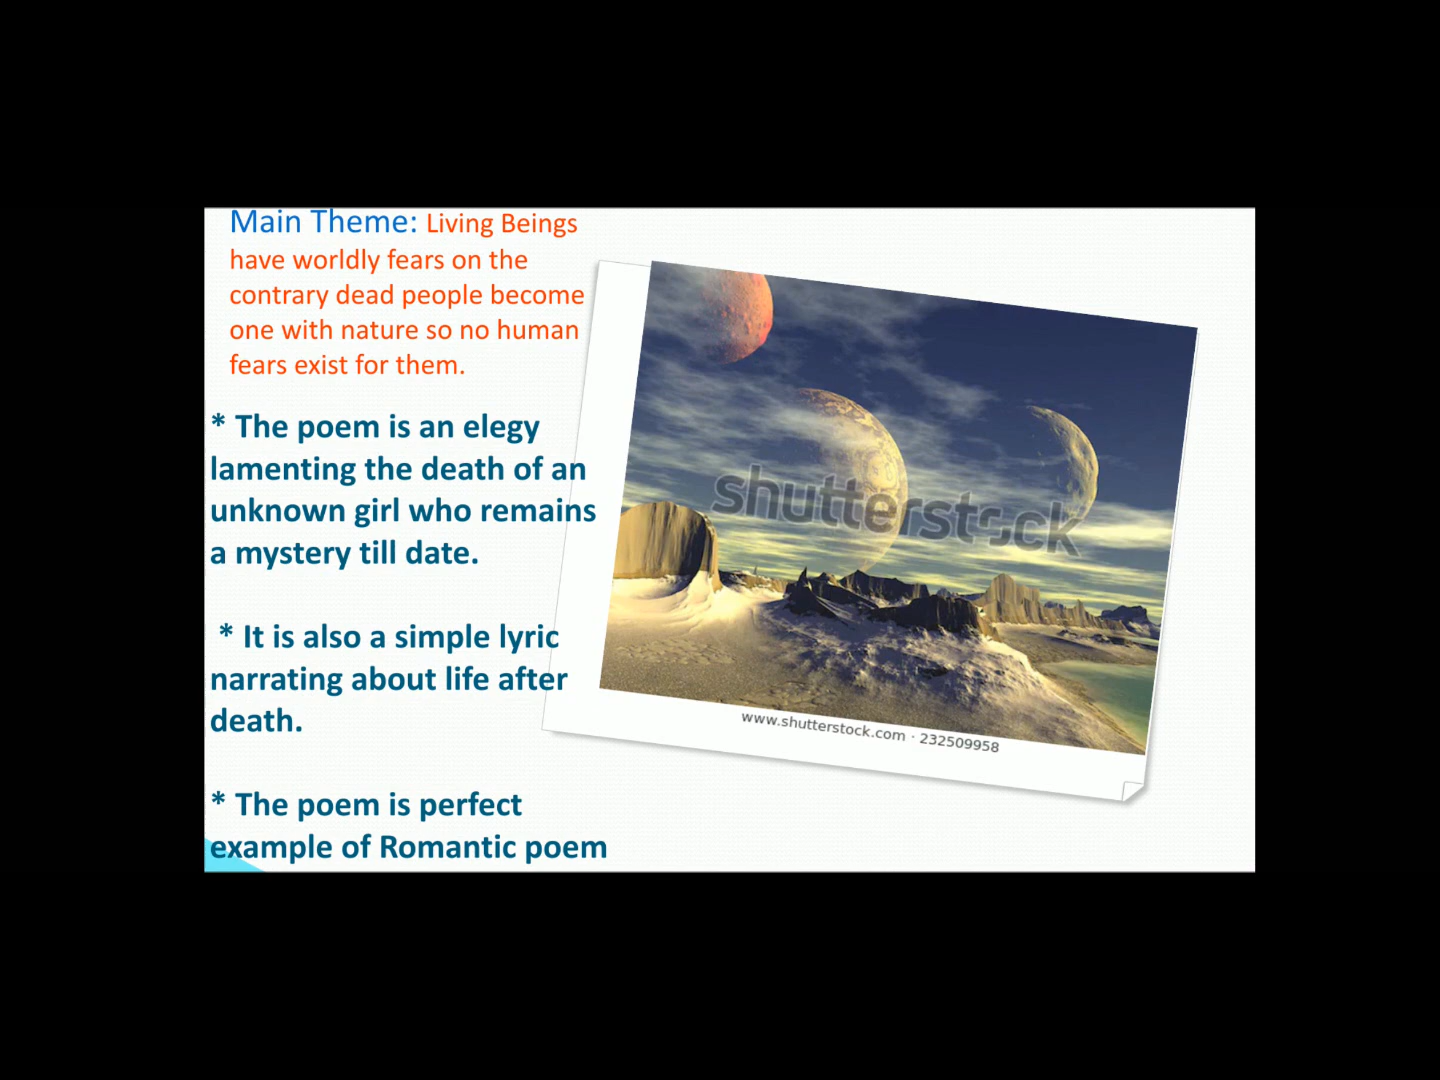 Main Theme: Living Beings
have worldly fears on the
contrary dead people become
one with nature so no human
fears exist for them.
* The poem is an elegy
lamenting the death of an
unknown girl who remains
a mystery till date.
* It is also a simple lyric
narrating about life after
death.
* The poem is perfect
example of Romantic poem
shutterstock
www.shutterstock.com · 232509958